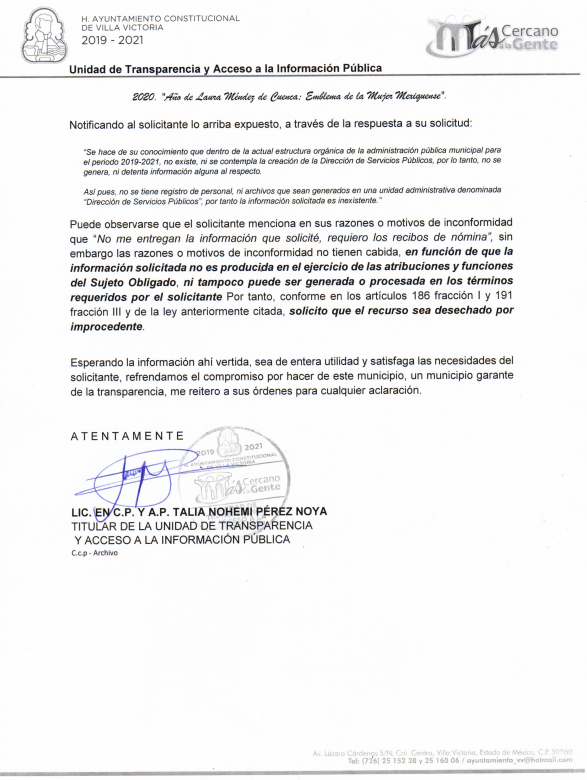 H. AYUNTAMIENTO CONSTITUCIONAL
DE VILLA VICTORIA
2019 - 2021
Más Cercano
a la Gente
Unidad de Transparencia y Acceso a la Información Pública
2020. "Año de Laura Méndez de Cuenca; Emblema de la Mujer Mexiquense".
Notificando al solicitante lo arriba expuesto, a través de la respuesta a su solicitud:
"Se hace de su conocimiento que dentro de la actual estructura orgánica de la administración pública municipal para
el periodo 2019-2021, no existe, ni se contempla la creación de la Dirección de Servicios Públicos, por lo tanto, no se
genera, ni detenta información alguna al respecto.
Así pues, no se tiene registro de personal, ni archivos que sean generados en una unidad administrativa denominada
"Dirección de Servicios Públicos", por tanto la información solicitada es inexistente."
Puede observarse que el solicitante menciona en sus razones o motivos de inconformidad
que "No me entregan la información que solicité, requiero los recibos de nómina", sin
embargo las razones o motivos de inconformidad no tienen cabida, en función de que la
información solicitada no es producida en el ejercicio de las atribuciones y funciones
del Sujeto Obligado, ni tampoco puede ser generada o procesada en los términos
requeridos por el solicitante Por tanto, conforme en los artículos 186 fracción I y 191
fracción III y de la ley anteriormente citada, solicito que el recurso sea desechado por
improcedente.
Esperando la información ahí vertida, sea de entera utilidad y satisfaga las necesidades del
solicitante, refrendamos el compromiso por hacer de este municipio, un municipio garante
de la transparencia, me reitero a sus órdenes para cualquier aclaración.
A T E N T A M E N T E
2019 2021
H. AYUNTAMIENTO CONSTITUCIONAL
DE VILLA VICTORIA
Más Cercano
a la Gente
LIC. EN C.P. Y A.P. TALIA NOHEMI PÉREZ NOYA
TITULAR DE LA UNIDAD DE TRANSPARENCIA
Y ACCESO A LA INFORMACIÓN PÚBLICA
C.c.p - Archivo
Av. Lázaro Cárdenas S/N, Col. Centro, Villa Victoria, Estado de México, C.P. 50960
Tel: (726) 25 152 38 y 25 160 06 / ayuntamiento_vv@hotmail.com